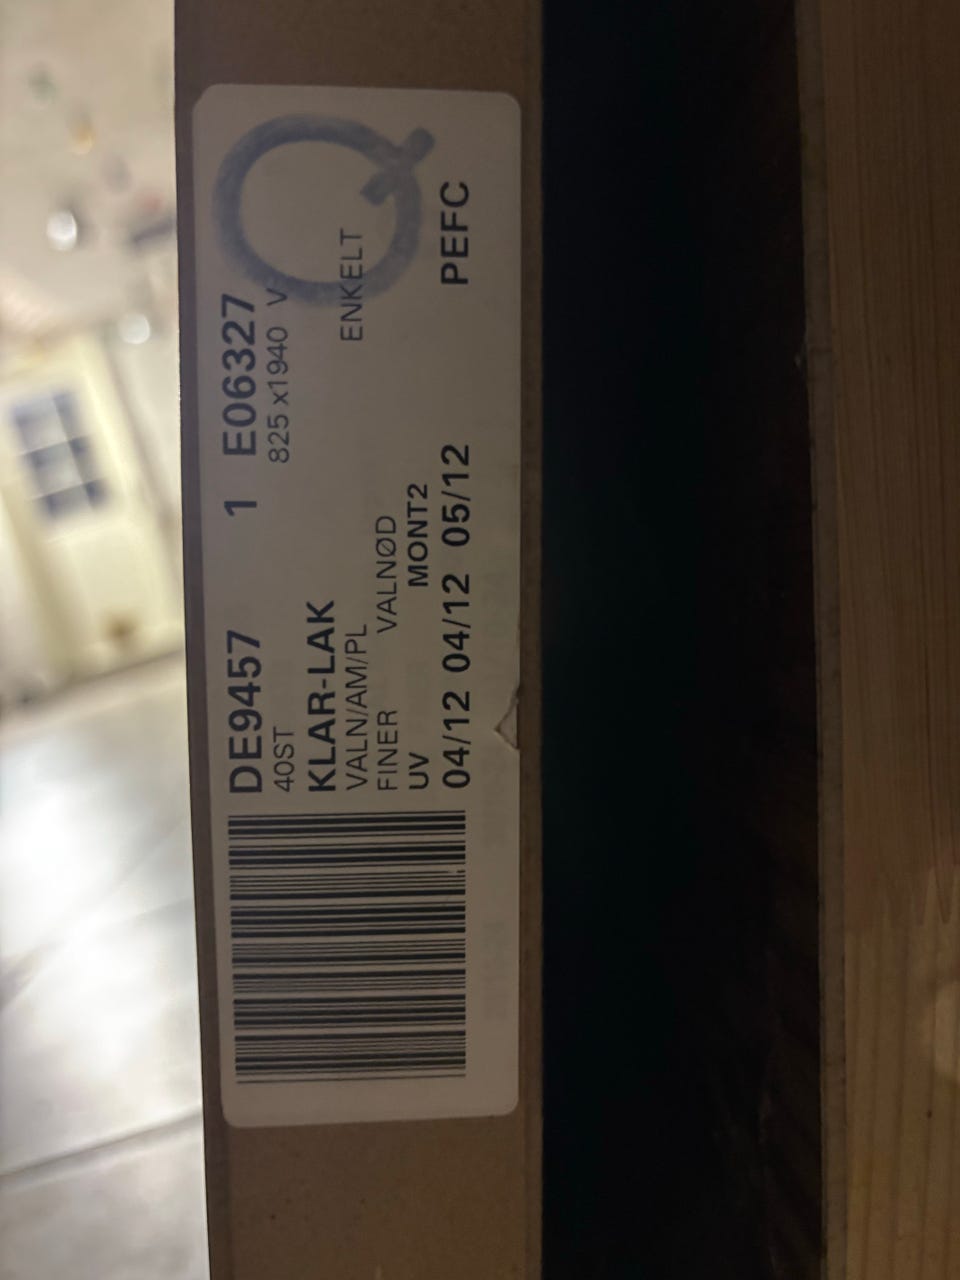 DE9457 1 E06327
40ST 825 x1940 V
KLAR-LAK
VALN/AM/PL ENKELT
FINER VALNØD
UV MONT2
04/12 04/12 05/12 PEFC